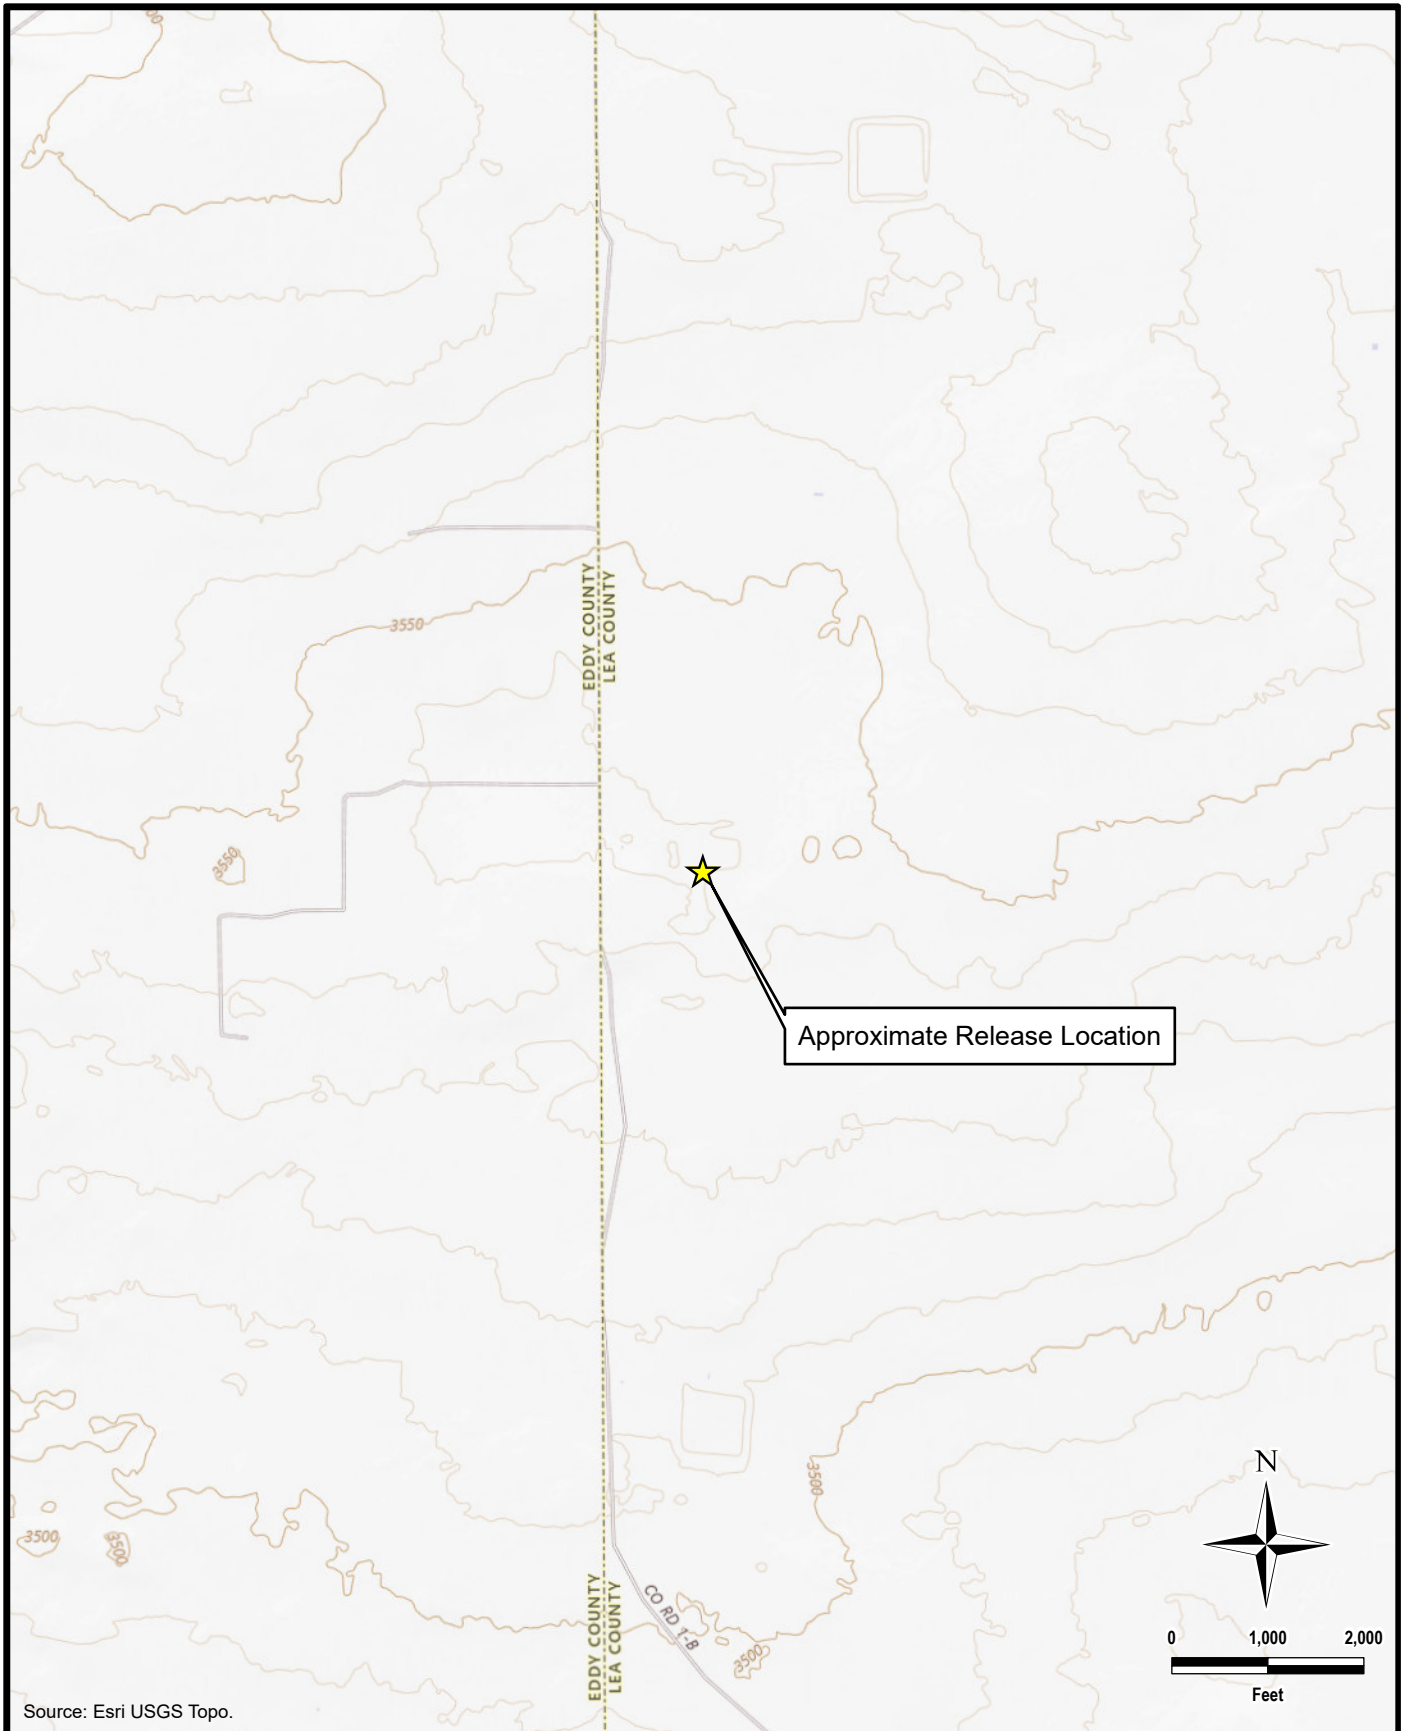 00
EDDY COUNTY
LEA COUNTY
3550
3550
Approximate Release Location
3500
3500
3500
N
CO RD 1-B
3500
EDDY COUNTY
LEA COUNTY
0 1,000 2,000
Feet
Source: Esri USGS Topo.